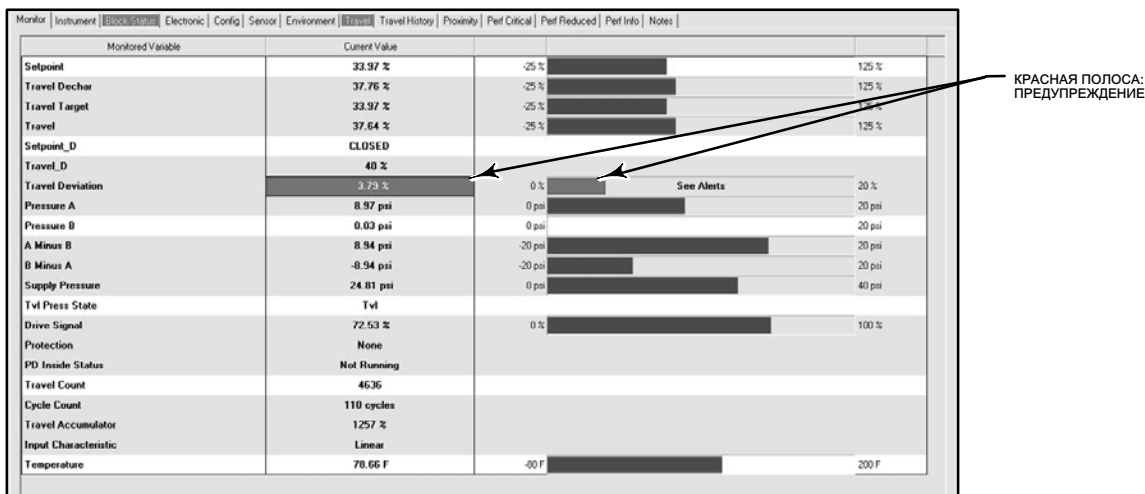 Monitor Instrument Block Status Electronic Config Sensor Environment Travel Travel History Proximity Perf Critical Perf Reduced Perf Info Notes
Monitored Variable Current Value
Setpoint 33.97 % -25 % 125 %
Travel Dechar 37.76 % -25 % 125 %
Travel Target 33.97 % -25 % 125 %
Travel 37.64 % -25 % 125 %
Setpoint_D CLOSED
Travel_D 40 %
Travel Deviation 3.79 % 0 % See Alerts 20 %
Pressure A 8.97 psi 0 psi 20 psi
Pressure B 0.03 psi 0 psi 20 psi
A Minus B 8.94 psi -20 psi 20 psi
B Minus A -8.94 psi -20 psi 20 psi
Supply Pressure 24.81 psi 0 psi 40 psi
Tvl Press State Tvl
Drive Signal 72.53 % 0 % 100 %
Protection None
PD Inside Status Not Running
Travel Count 4636
Cycle Count 110 cycles
Travel Accumulator 1257 %
Input Characteristic Linear
Temperature 78.66 F -80 F 200 F
КРАСНАЯ ПОЛОСА:
ПРЕДУПРЕЖДЕНИЕ